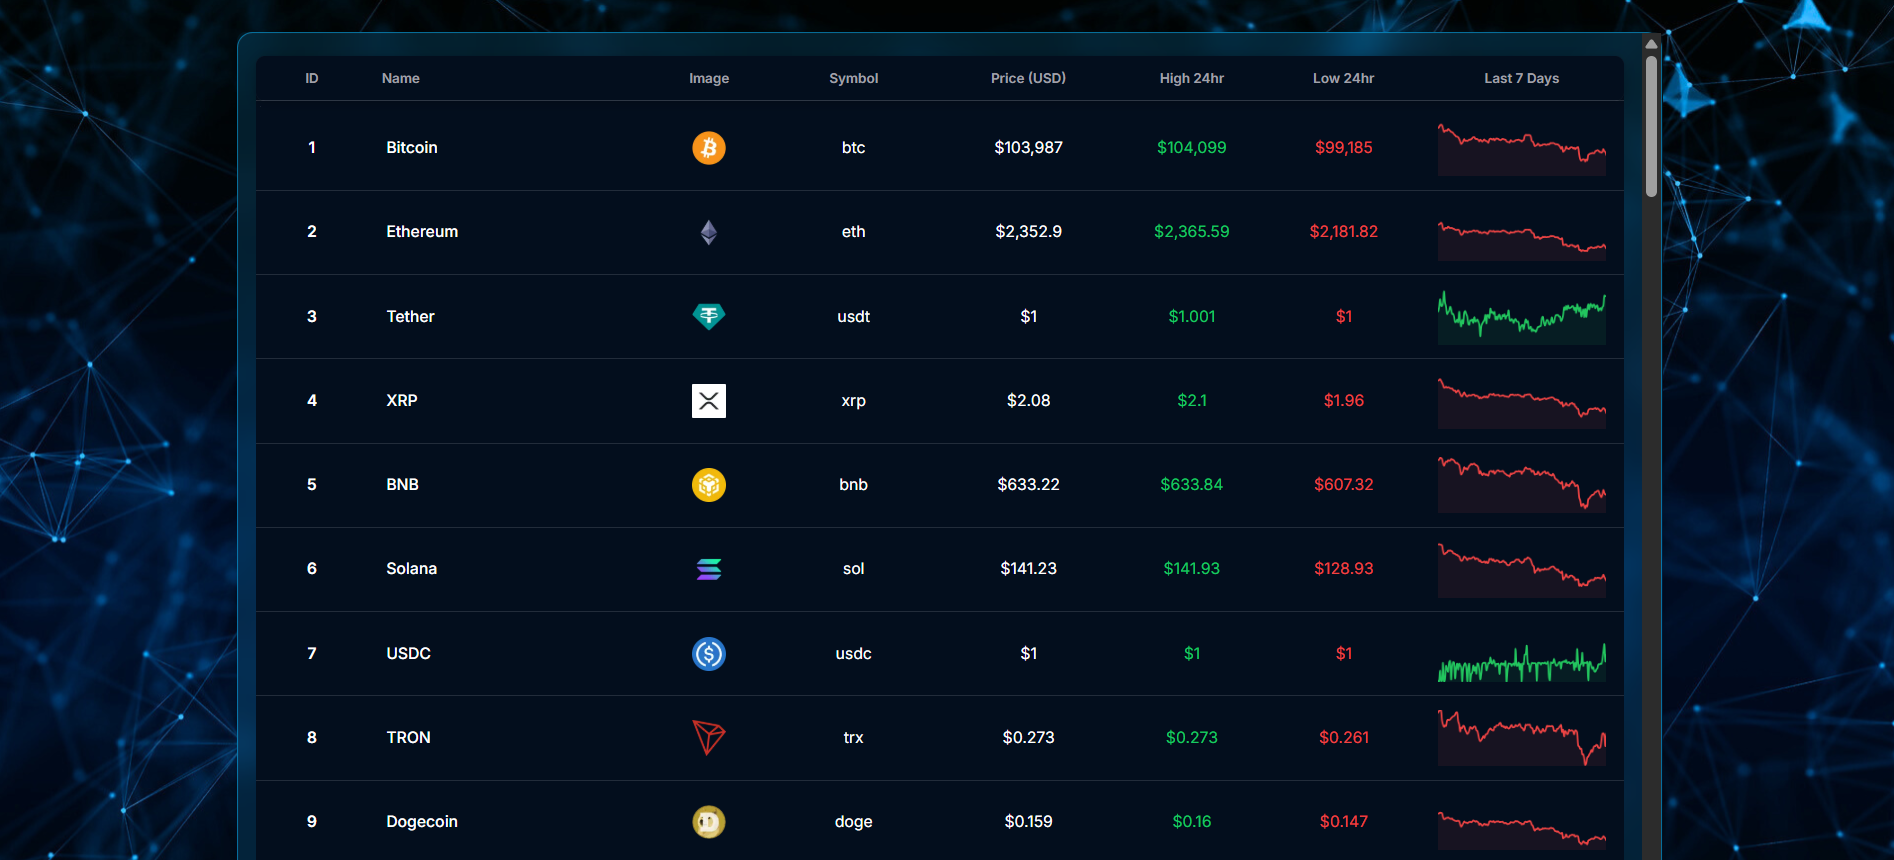 ID Name Image Symbol Price (USD) High 24hr Low 24hr Last 7 Days
1 Bitcoin btc $103,987 $104,099 $99,185
2 Ethereum eth $2,352.9 $2,365.59 $2,181.82
3 Tether usdt $1 $1.001 $1
4 XRP xrp $2.08 $2.1 $1.96
5 BNB bnb $633.22 $633.84 $607.32
6 Solana sol $141.23 $141.93 $128.93
7 USDC usdc $1 $1 $1
8 TRON trx $0.273 $0.273 $0.261
9 Dogecoin doge $0.159 $0.16 $0.147